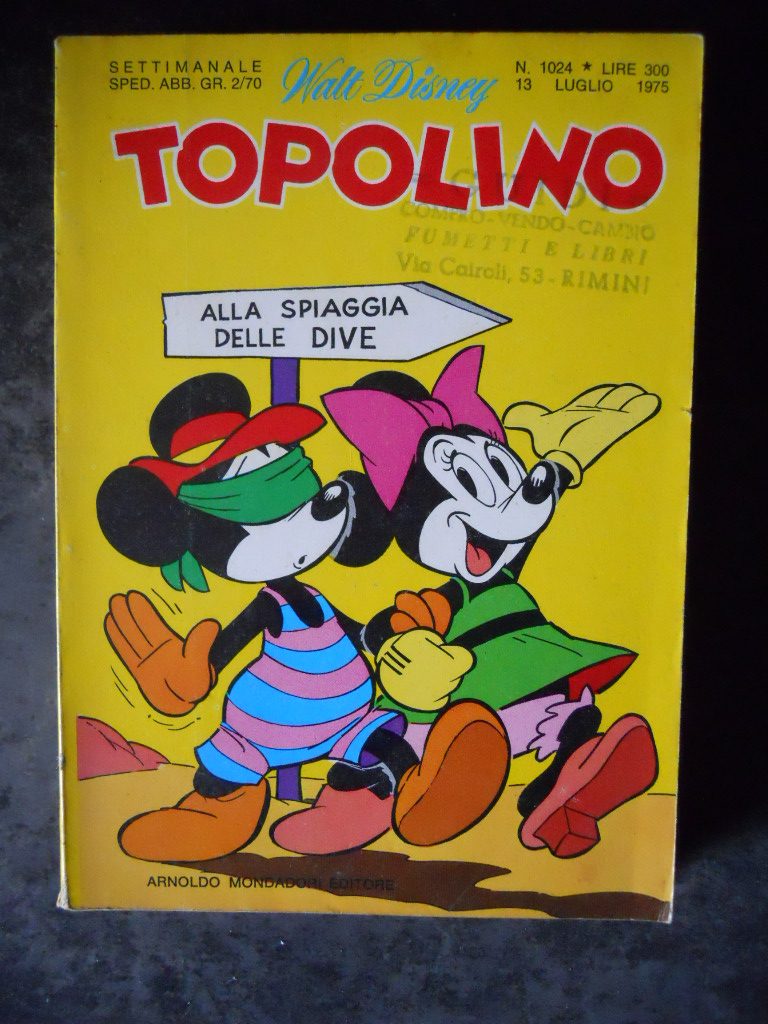 SETTIMANALE
SPED. ABB. GR. 2/70
Walt Disney
N. 1024 ★ LIRE 300
13 LUGLIO 1975
TOPOLINO
COMPRO-VENDO-CAMBIO
FUMETTI E LIBRI
Via Cairoli, 53 - RIMINI
ALLA SPIAGGIA
DELLE DIVE
ARNOLDO MONDADORI EDITORE